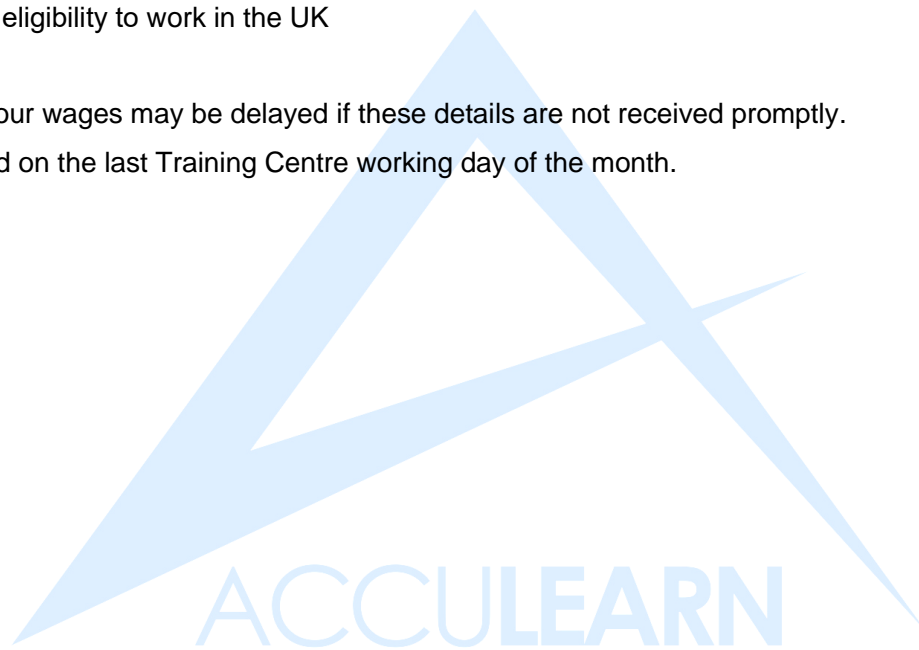 eligibility to work in the UK
our wages may be delayed if these details are not received promptly.
d on the last Training Centre working day of the month.
ACCULEARN